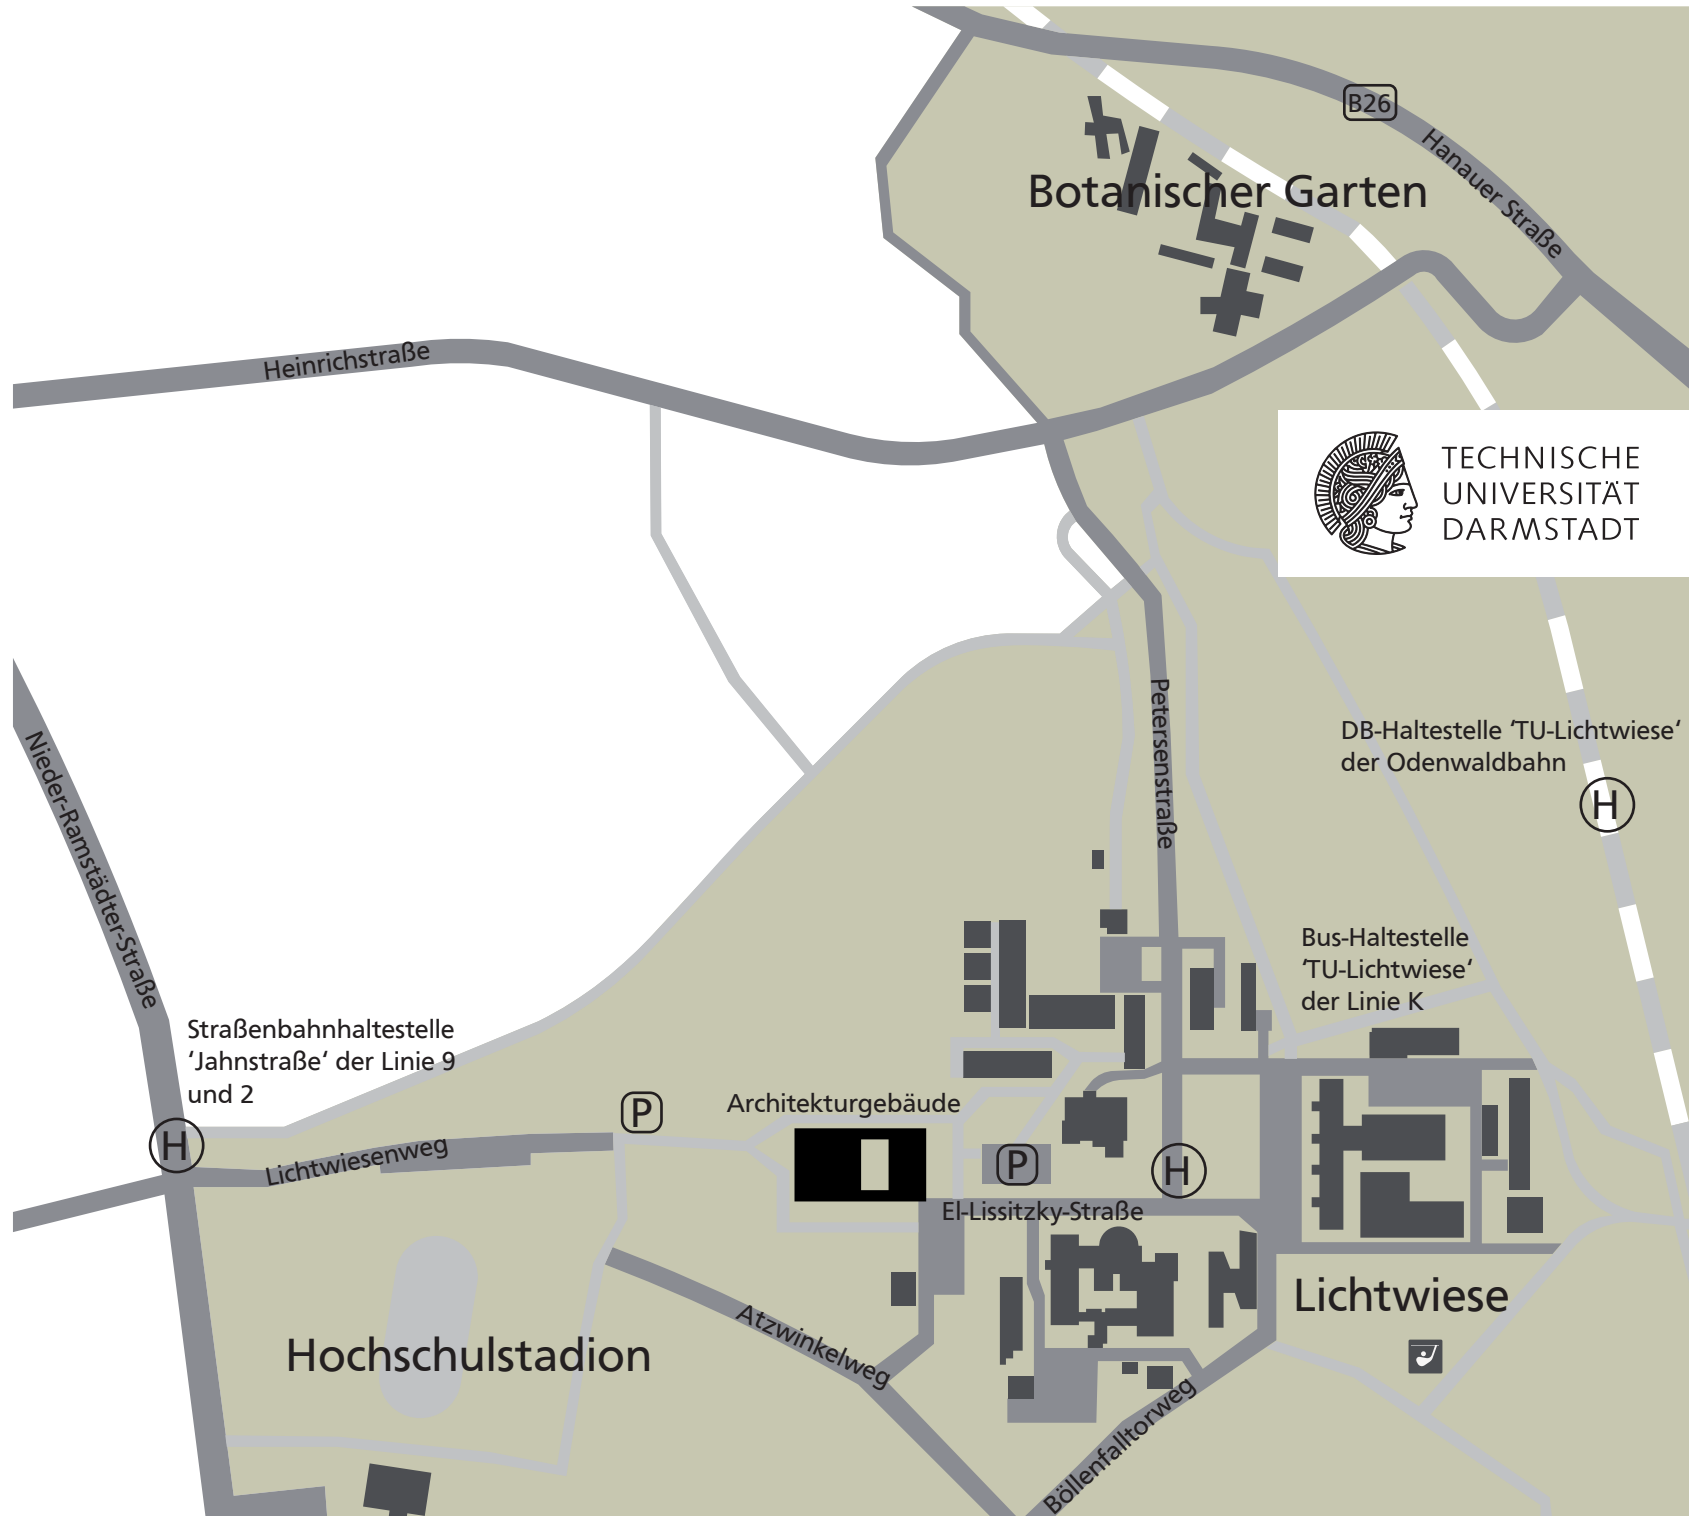 B26
Hanauer Straße
Botanischer Garten
Heinrichstraße
TECHNISCHE
UNIVERSITÄT
DARMSTADT
Petersenstraße
DB-Haltestelle ‘TU-Lichtwiese‘
der Odenwaldbahn
H
Nieder-Ramstädter-Straße
Bus-Haltestelle
‘TU-Lichtwiese‘
der Linie K
Straßenbahnhaltestelle
‘Jahnstraße‘ der Linie 9
und 2
H
P
Architekturgebäude
Lichtwiesenweg
P
H
El-Lissitzky-Straße
Lichtwiese
Hochschulstadion
Atzwinkelweg
Böllenfalltorweg